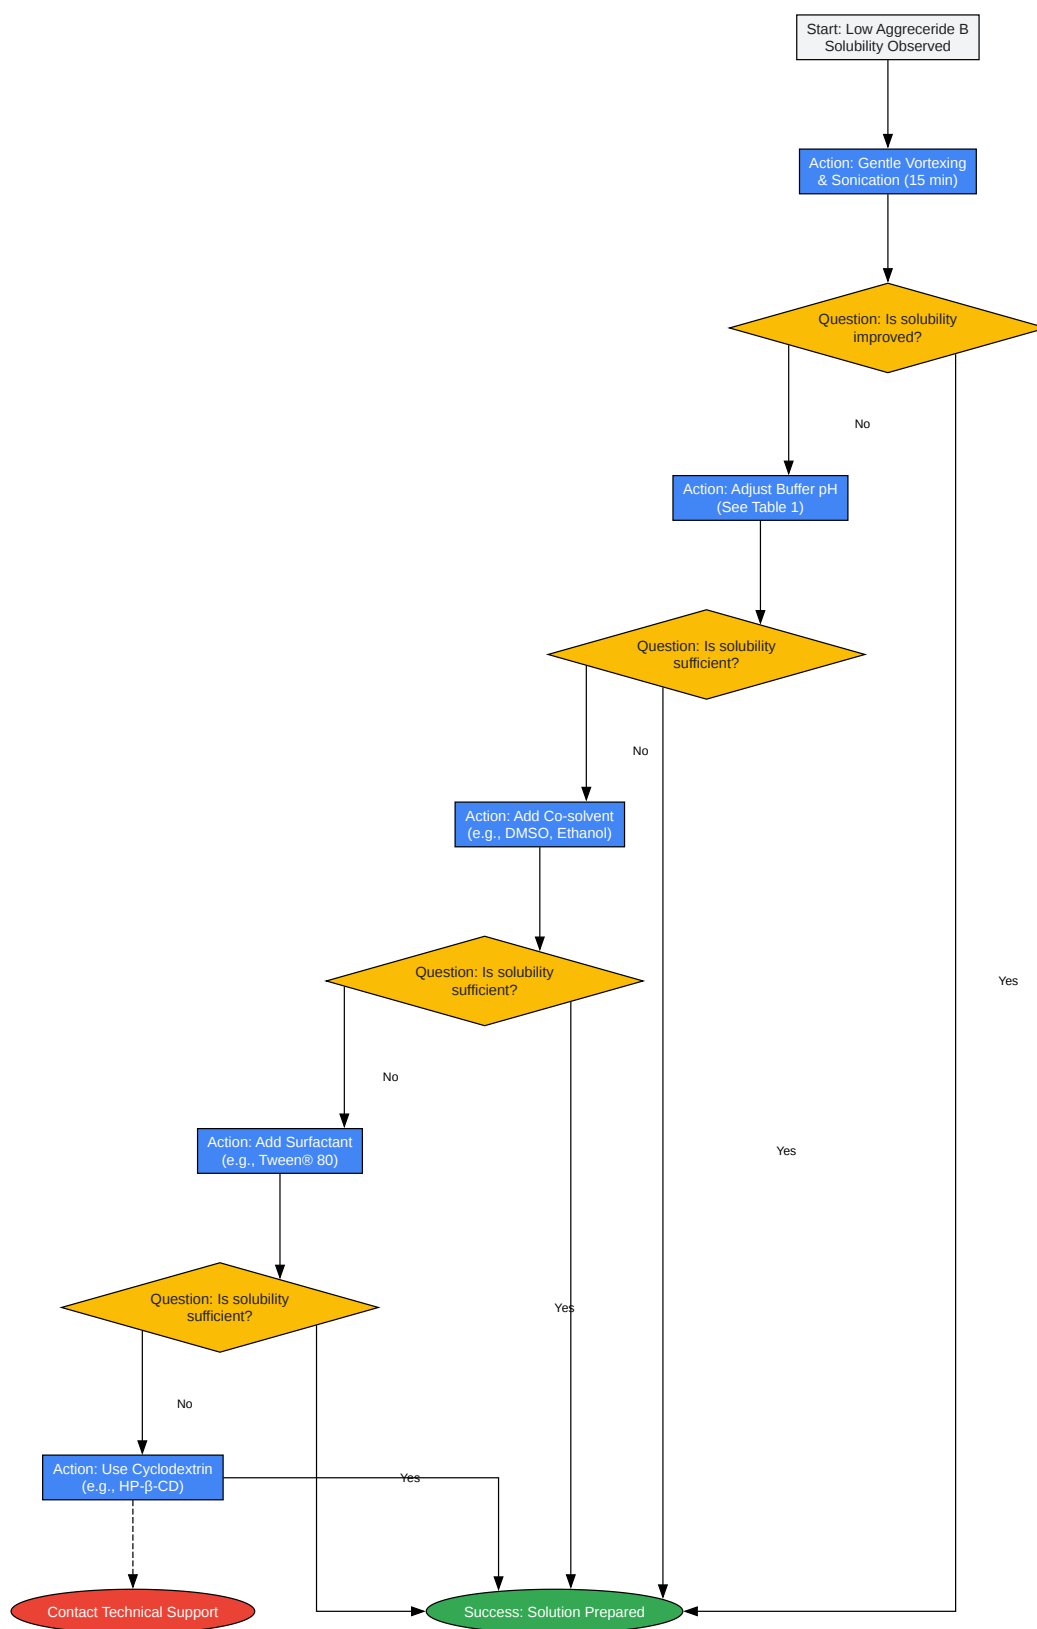 Start: Low Aggreceride B
Solubility Observed
Action: Gentle Vortexing
& Sonication (15 min)
Question: Is solubility
improved?
No
Action: Adjust Buffer pH
(See Table 1)
Question: Is solubility
sufficient?
No
Action: Add Co-solvent
(e.g., DMSO, Ethanol)
Question: Is solubility
sufficient?
Yes
No
Action: Add Surfactant
(e.g., Tween® 80)
Yes
Question: Is solubility
sufficient?
Yes
No
Action: Use Cyclodextrin
(e.g., HP-β-CD)
Yes
Contact Technical Support
Success: Solution Prepared